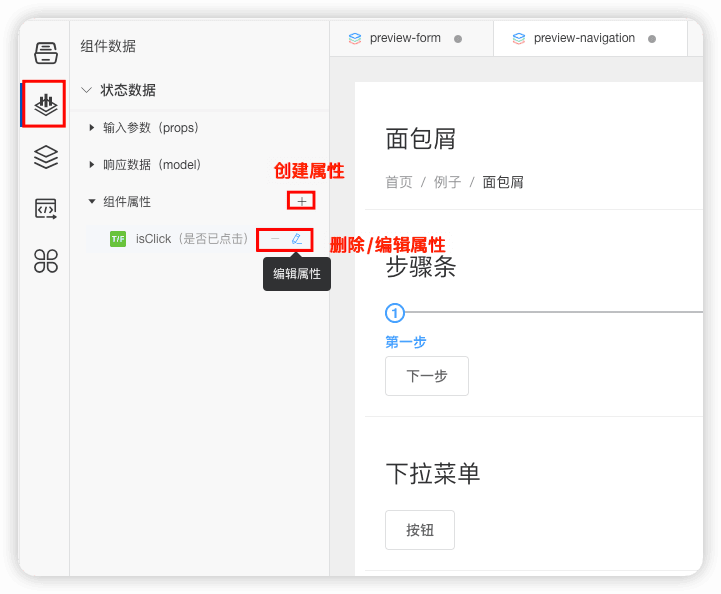 组件数据
状态数据
输入参数（props）
响应数据（model）
创建属性
组件属性
T/F isClick（是否已点击）
删除/编辑属性
编辑属性
preview-form
preview-navigation
面包屑
首页 / 例子 / 面包屑
步骤条
1
第一步
下一步
下拉菜单
按钮